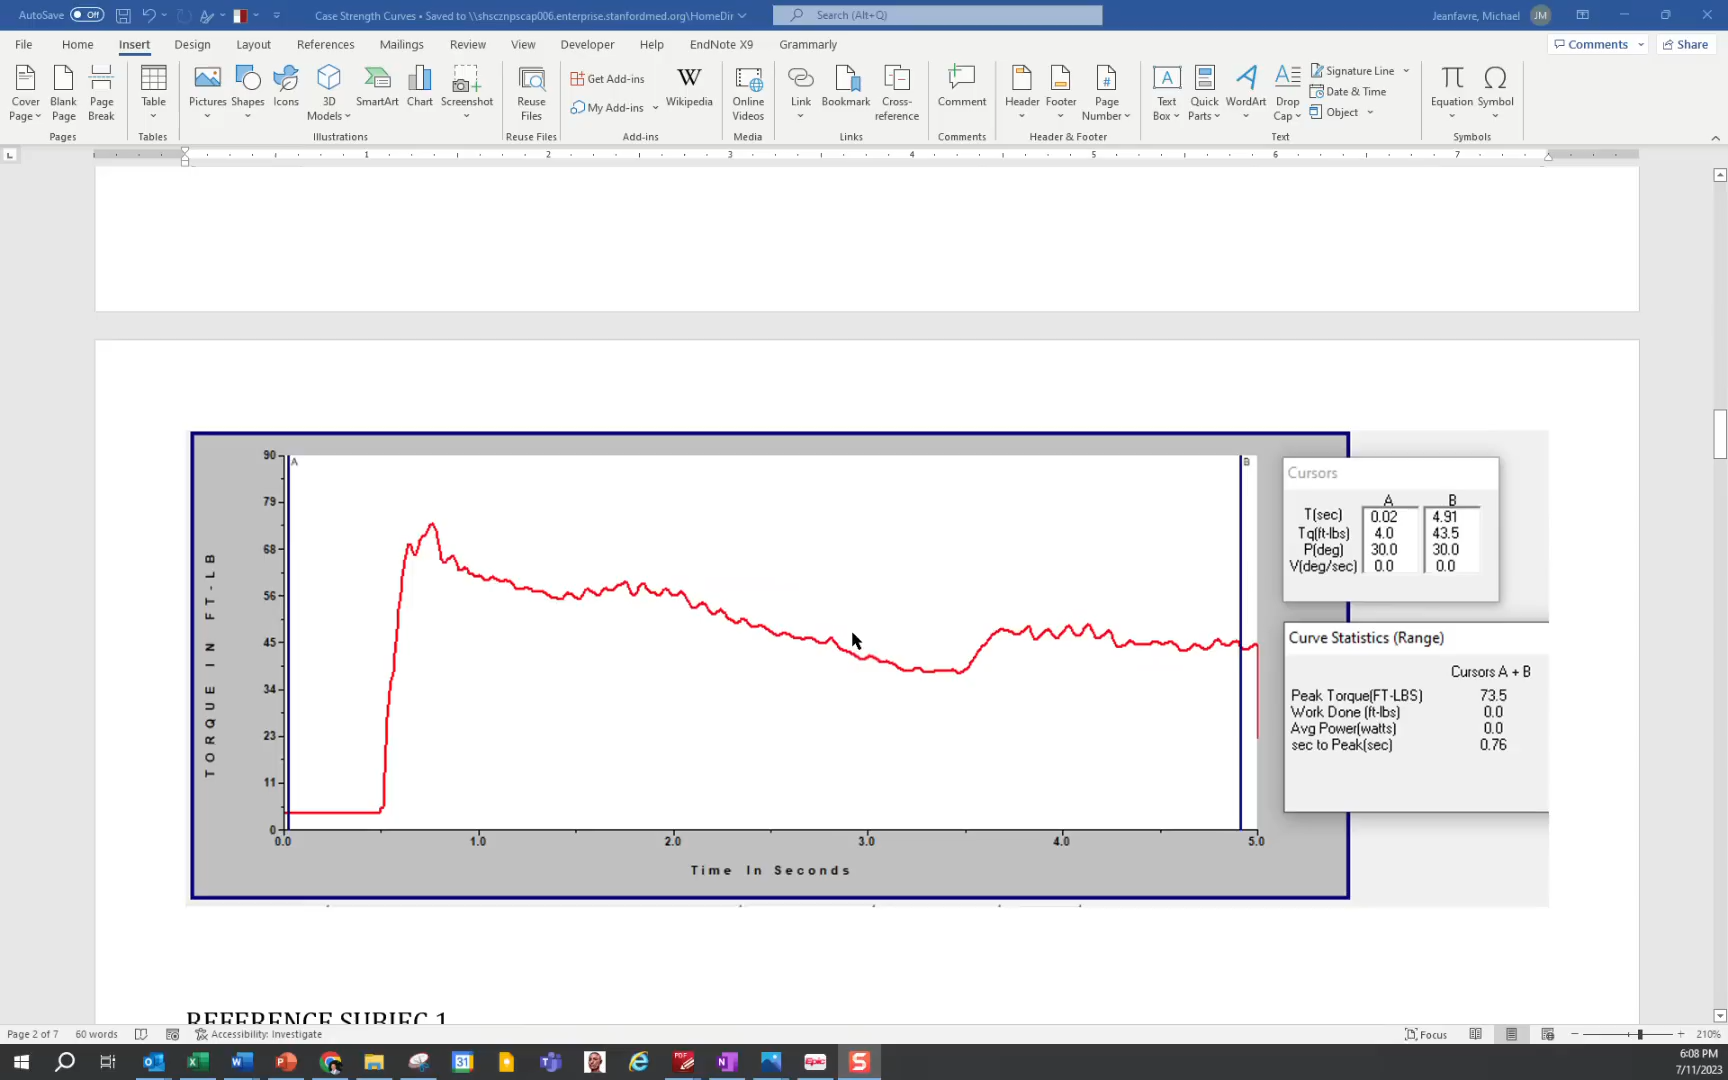 AutoSave Off Case Strength Curves • Saved to \\shscznpscap006.enterprise.stanfordmed.org\HomeDir Search (Alt+Q) Jeanfavre, Michael JM
File Home Insert Design Layout References Mailings Review View Developer Help EndNote X9 Grammarly Comments Share
Cover Page Blank Page Page Break Table Pictures Shapes Icons 3D Models SmartArt Chart Screenshot Reuse Files Get Add-ins My Add-ins Wikipedia Online Videos Link Bookmark Cross-reference Comment Header Footer Page Number Text Box Quick Parts WordArt Drop Cap Signature Line Date & Time Object Equation Symbol
Pages Tables Illustrations Reuse Files Add-ins Media Links Comments Header & Footer Text Symbols
1 2 3 4 5 6 7
TORQUE IN FT-LB
90
79
68
56
45
34
23
11
0
A B
0.0 1.0 2.0 3.0 4.0 5.0
Time In Seconds
Cursors
A B
T(sec) 0.02 4.91
Tq(ft-lbs) 4.0 43.5
P(deg) 30.0 30.0
V(deg/sec) 0.0 0.0
Curve Statistics (Range)
Cursors A + B
Peak Torque(FT-LBS) 73.5
Work Done (ft-lbs) 0.0
Avg Power(watts) 0.0
sec to Peak(sec) 0.76
REFERENCE SUBJEC 1
Page 2 of 7 60 words Accessibility: Investigate Focus 210%
6:08 PM
7/11/2023